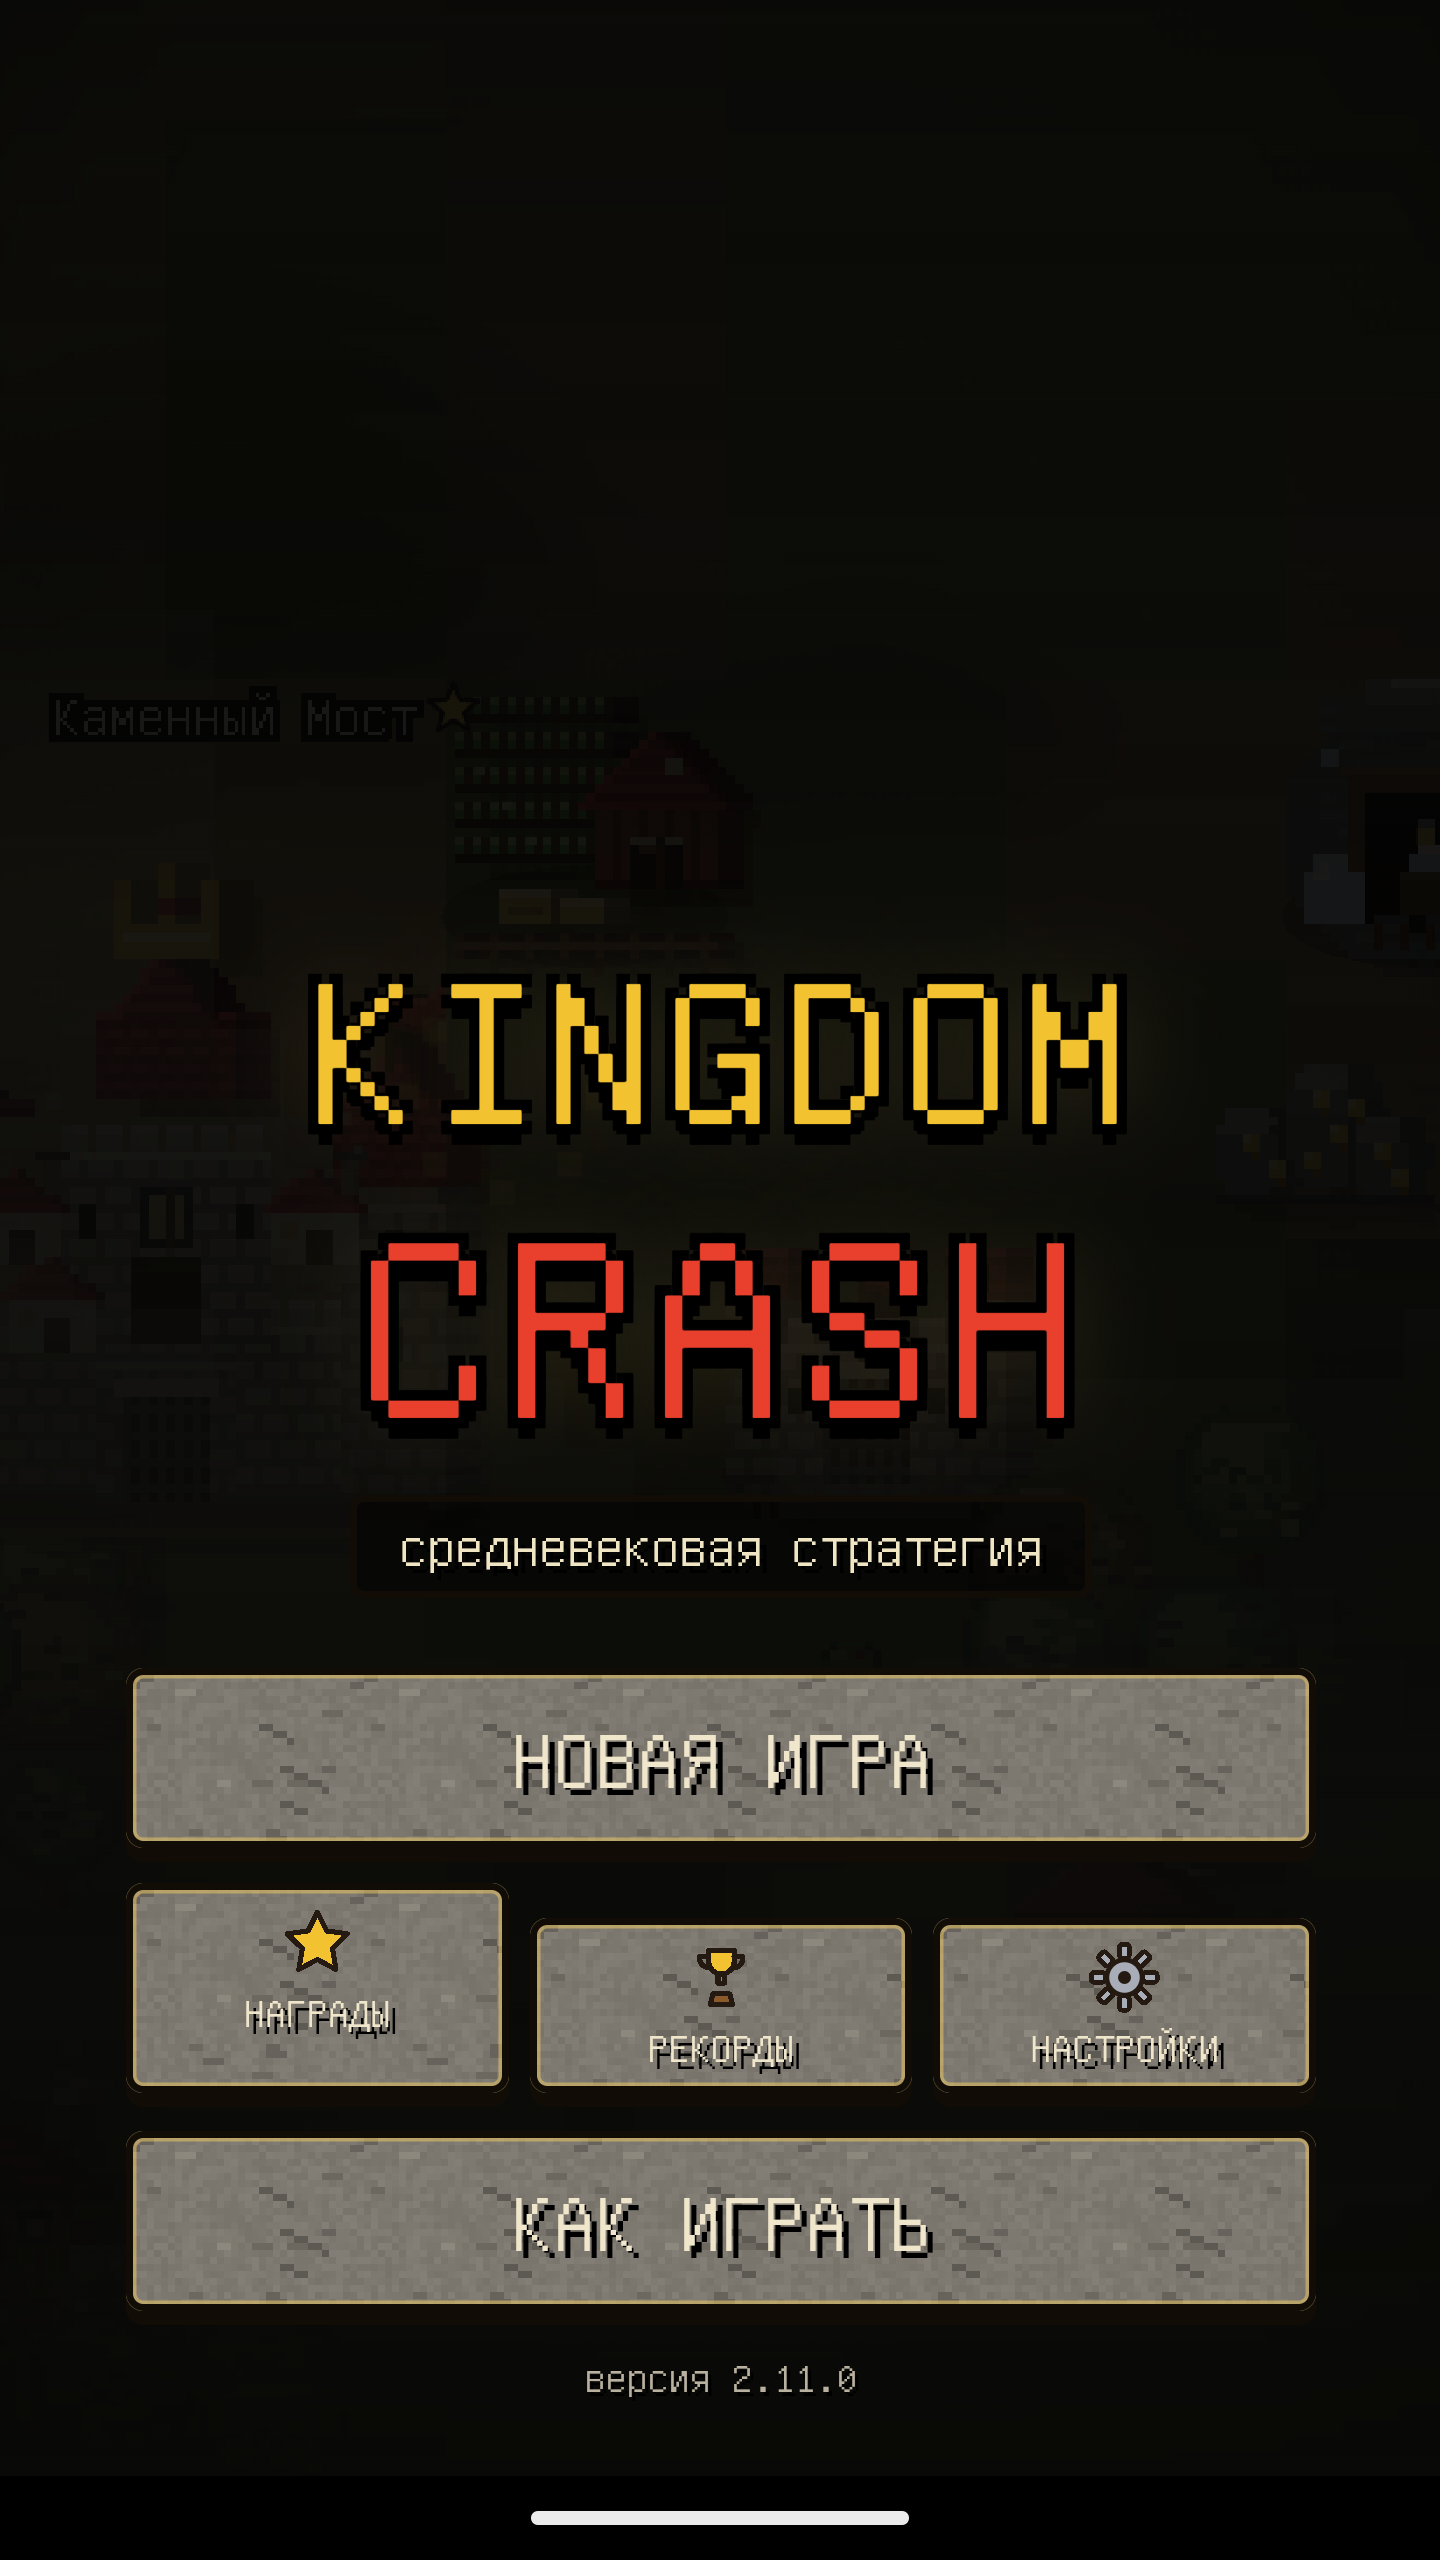 Каменный Мост
KINGDOM
CRASH
средневековая стратегия
НОВАЯ ИГРА
НАГРАДЫ
РЕКОРДЫ
НАСТРОЙКИ
КАК ИГРАТЬ
версия 2.11.0